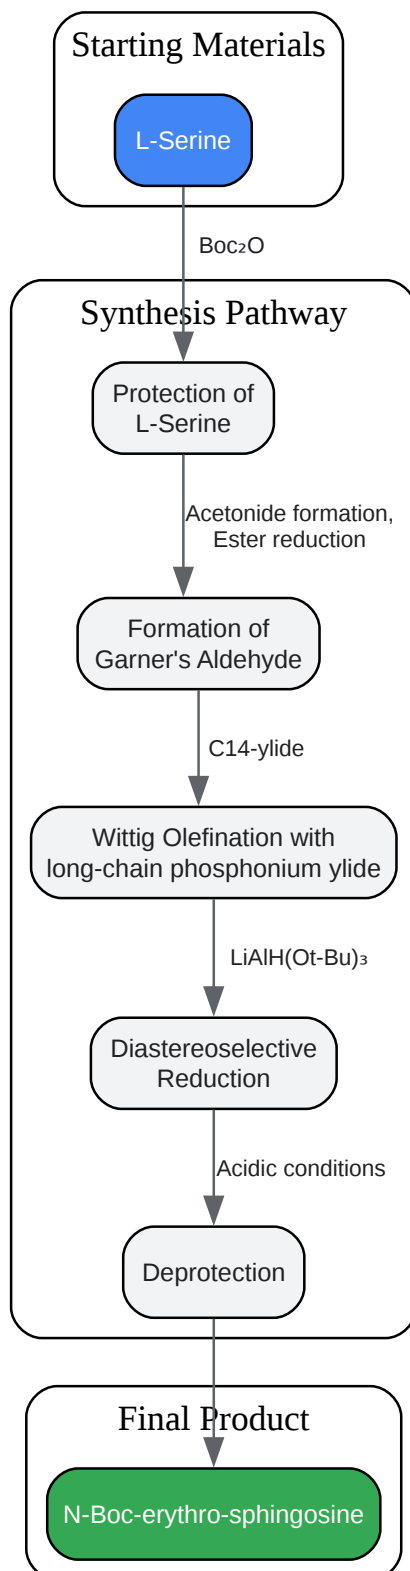 Starting Materials
L-Serine
Boc₂O
Synthesis Pathway
Protection of
L-Serine
Acetonide formation,
Ester reduction
Formation of
Garner's Aldehyde
C14-ylide
Wittig Olefination with
long-chain phosphonium ylide
LiAlH(Ot-Bu)₃
Diastereoselective
Reduction
Acidic conditions
Deprotection
Final Product
N-Boc-erythro-sphingosine